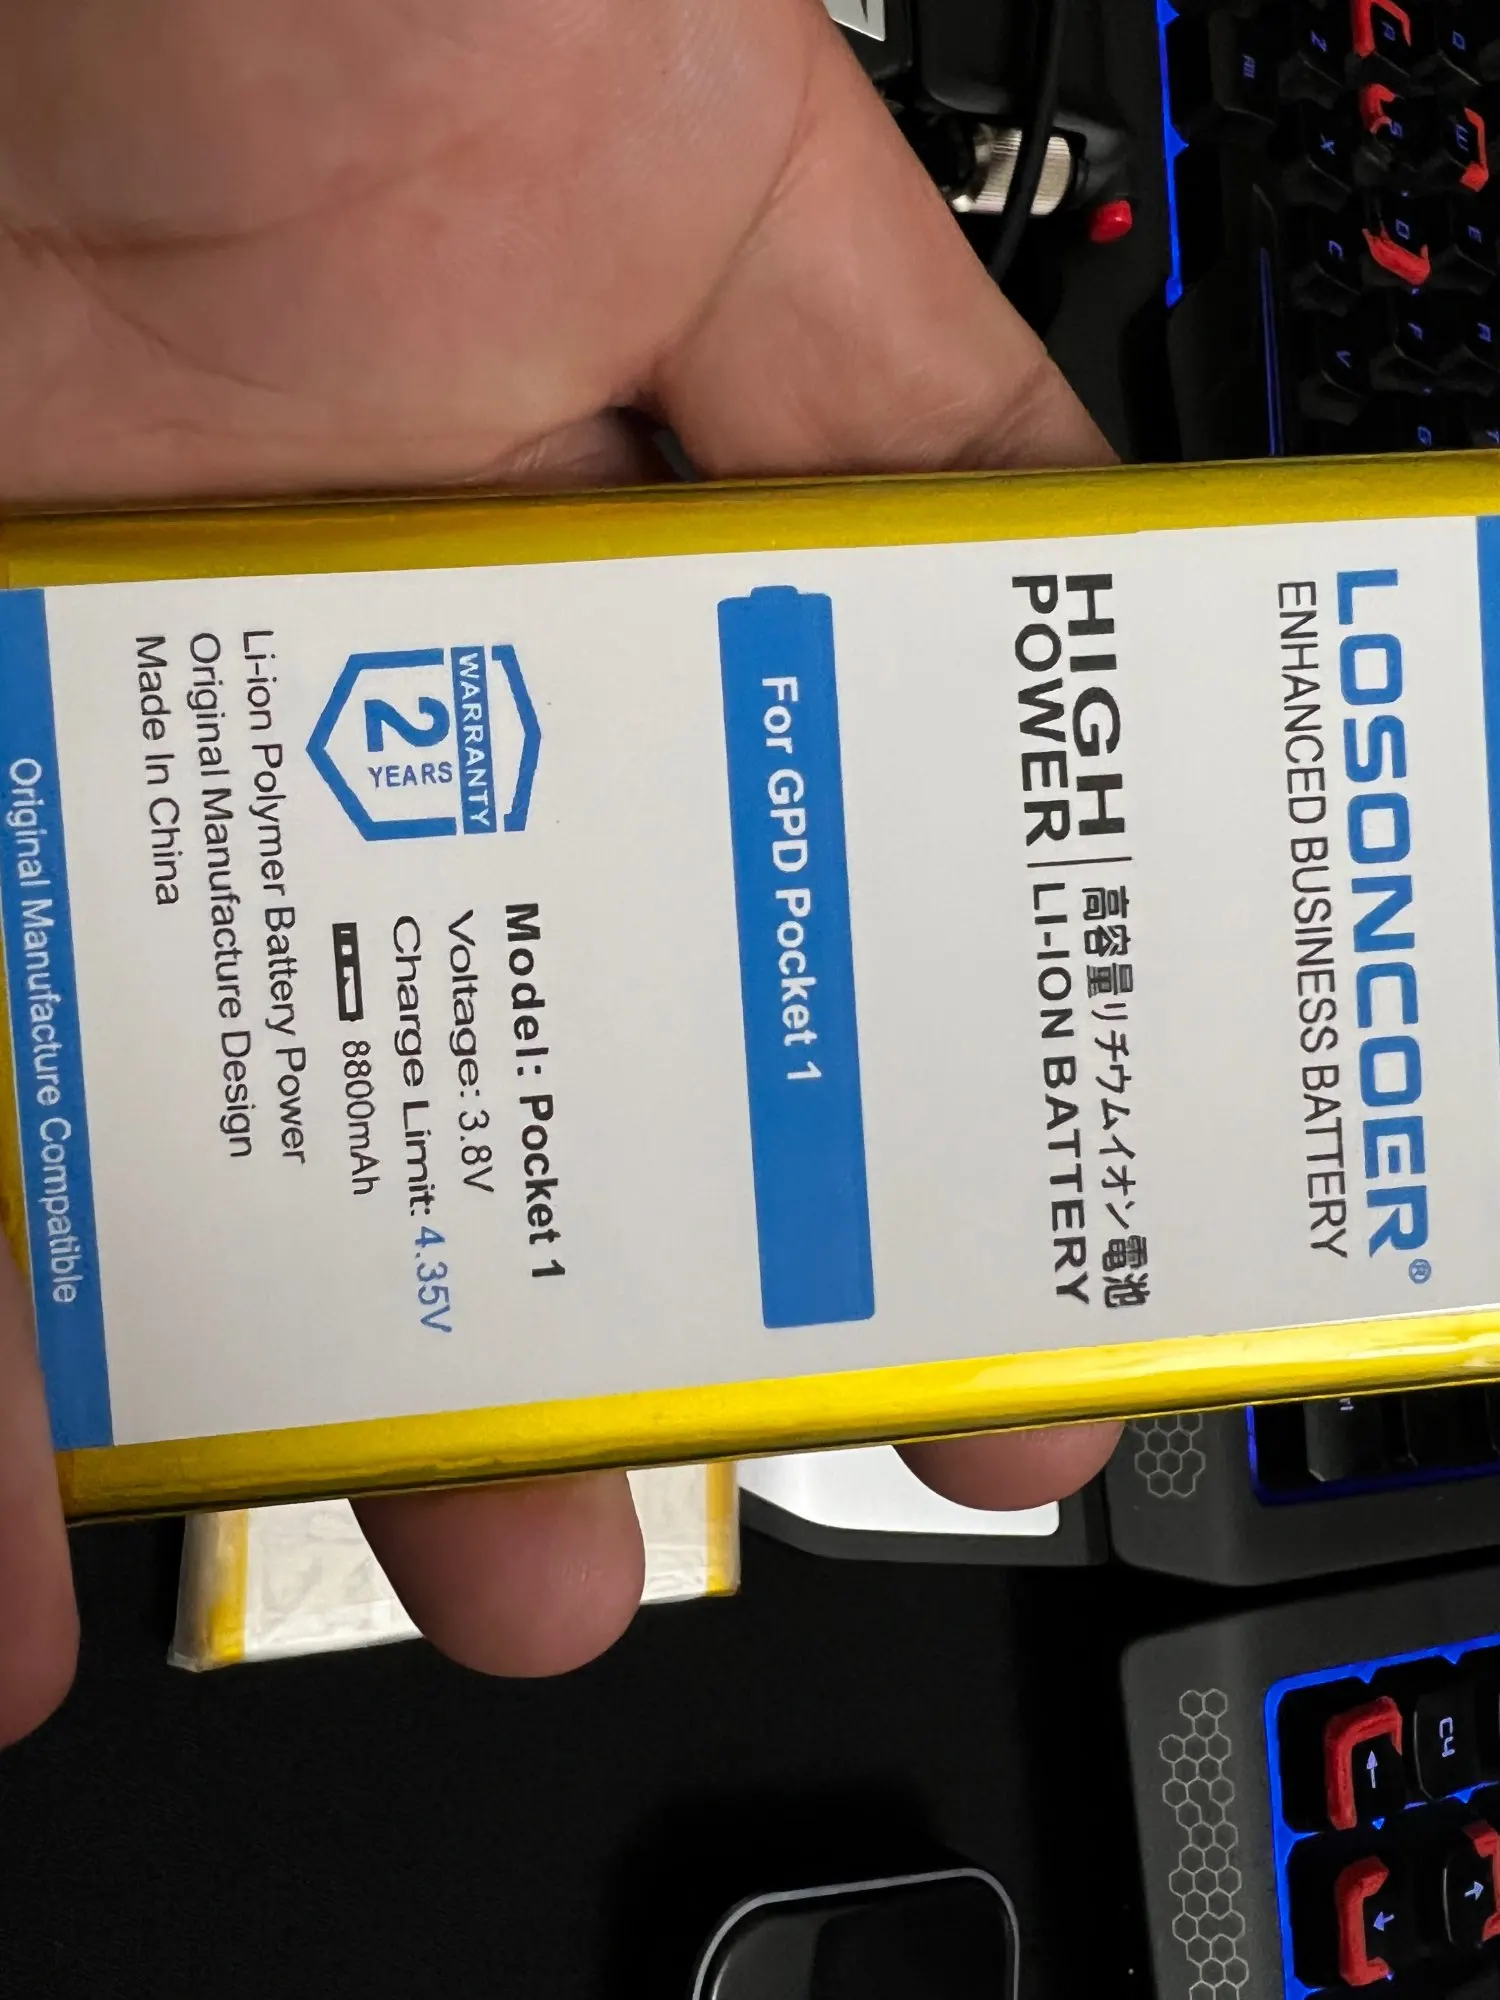 LOSONCOER®
ENHANCED BUSINESS BATTERY
HIGH | 高容量リチウムイオン電池
POWER | LI-ION BATTERY
For GPD Pocket 1
WARRANTY
2
YEARS
Model: Pocket 1
Voltage: 3.8V
Charge Limit: 4.35V
8800mAh
Li-ion Polymer Battery Power
Original Manufacture Design
Made In China
Original Manufacture Compatible
Q
A
Z
Alt
W
S
X
E
D
C
R
F
V
T
G
C4
←
↑
↓